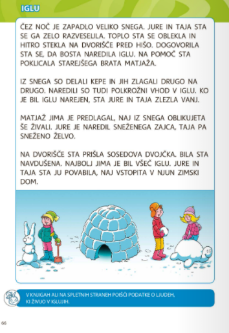 IGLU
ČEZ NOČ JE ZAPADLO VELIKO SNEGA. JURE IN TAJA STA
SE GA ZELO RAZVESELILA. TOPLO STA SE OBLEKLA IN
HITRO STEKLA NA DVORIŠČE PRED HIŠO. DOGOVORILA
STA SE, DA BOSTA NAREDILA IGLU. NA POMOČ STA
POKLICALA STAREJŠEGA BRATA MATJAŽA.
IZ SNEGA SO DELALI KEPE IN JIH ZLAGALI DRUGO NA
DRUGO. NAREDILI SO TUDI POLKROŽNI VHOD V IGLU. KO
JE BIL IGLU NAREJEN, STA JURE IN TAJA ZLEZLA VANJ.
MATJAŽ JIMA JE PREDLAGAL, NAJ IZ SNEGA OBLIKUJETA
ŠE ŽIVALI. JURE JE NAREDIL SNEŽENEGA ZAJCA, TAJA PA
SNEŽENO ŽELVO.
NA DVORIŠČE STA PRIŠLA SOSEDOVA DVOJČKA. BILA STA
NAVDUŠENA. NAJBOLJ JIMA JE BIL VŠEČ IGLU. JURE IN
TAJA STA JU POVABILA, NAJ VSTOPITA V NJUN ZIMSKI
DOM.
V KNJIGAH ALI NA SPLETNIH STRANEH POIŠČI PODATKE O LJUDEH,
KI ŽIVIJO V IGLUJIH.